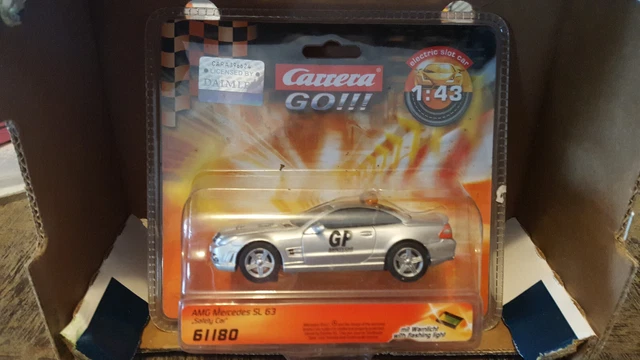 LICENSED BY
DAIMLER
Carrera
GO!!!
electric slot car
1:43
GP
AMG Mercedes SL 63
„Safety Car"
61180
mit Warnlicht
with flashing light